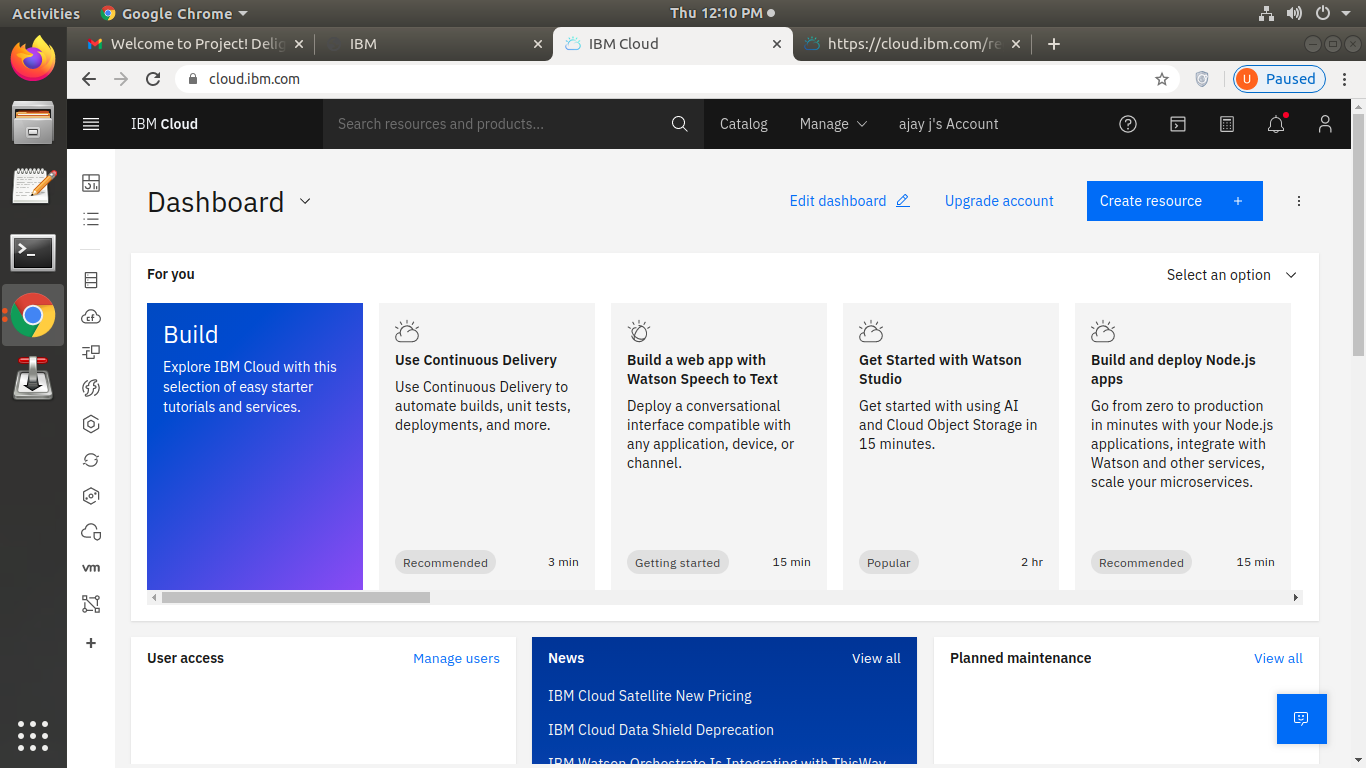 Activities
Google Chrome
Thu 12:10 PM
Welcome to Project! Delig
IBM
IBM Cloud
https://cloud.ibm.com/re
cloud.ibm.com
U
Paused
IBM Cloud
Search resources and products...
Catalog
Manage
ajay j's Account
Dashboard
Edit dashboard
Upgrade account
Create resource
For you
Select an option
Build
Explore IBM Cloud with this
selection of easy starter
tutorials and services.
Use Continuous Delivery
Use Continuous Delivery to
automate builds, unit tests,
deployments, and more.
Recommended
3 min
Build a web app with
Watson Speech to Text
Deploy a conversational
interface compatible with
any application, device, or
channel.
Getting started
15 min
Get Started with Watson
Studio
Get started with using AI
and Cloud Object Storage in
15 minutes.
Popular
2 hr
Build and deploy Node.js
apps
Go from zero to production
in minutes with your Node.js
applications, integrate with
Watson and other services,
scale your microservices.
Recommended
15 min
cf
vm
User access
Manage users
News
View all
IBM Cloud Satellite New Pricing
IBM Cloud Data Shield Deprecation
IBM Watson Orchestrate Is Integrating with ThisWay
Planned maintenance
View all